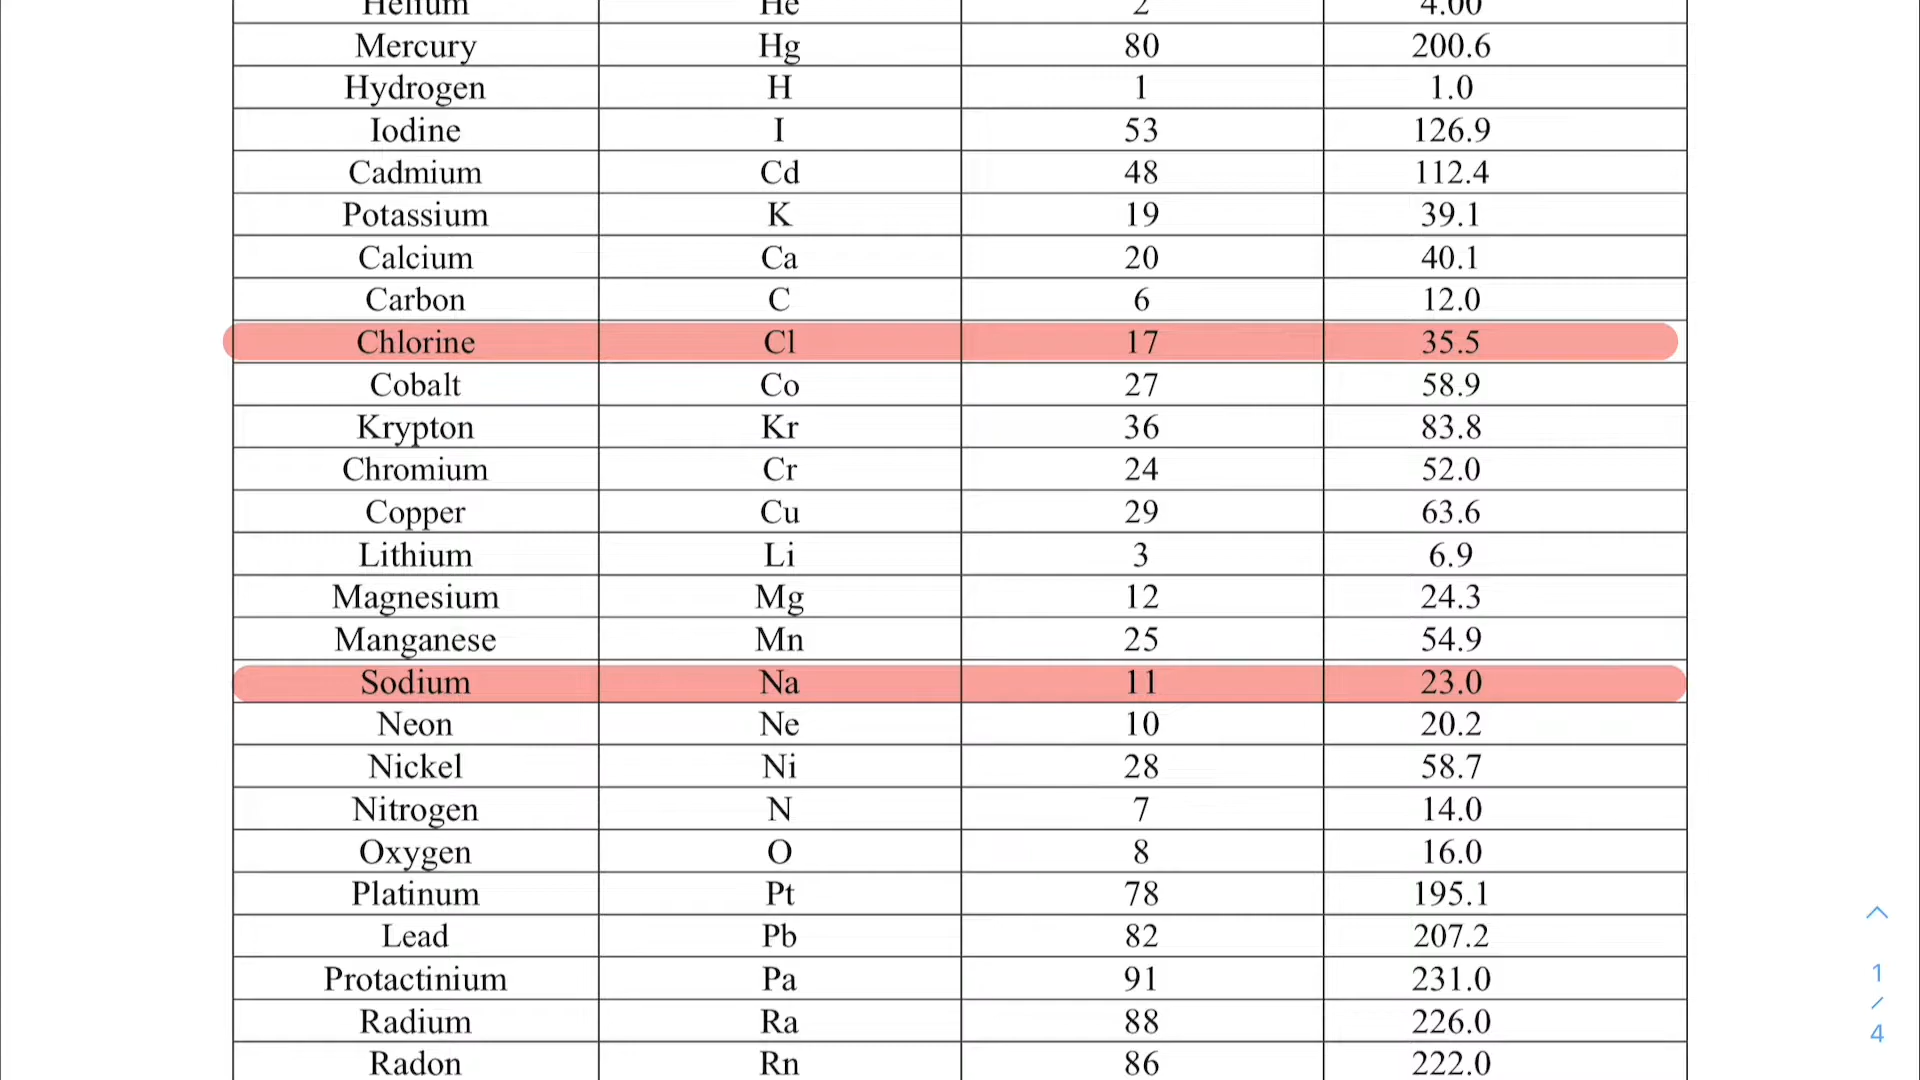 Helium He 2 4.00
Mercury Hg 80 200.6
Hydrogen H 1 1.0
Iodine I 53 126.9
Cadmium Cd 48 112.4
Potassium K 19 39.1
Calcium Ca 20 40.1
Carbon C 6 12.0
Chlorine Cl 17 35.5
Cobalt Co 27 58.9
Krypton Kr 36 83.8
Chromium Cr 24 52.0
Copper Cu 29 63.6
Lithium Li 3 6.9
Magnesium Mg 12 24.3
Manganese Mn 25 54.9
Sodium Na 11 23.0
Neon Ne 10 20.2
Nickel Ni 28 58.7
Nitrogen N 7 14.0
Oxygen O 8 16.0
Platinum Pt 78 195.1
Lead Pb 82 207.2
Protactinium Pa 91 231.0
Radium Ra 88 226.0
Radon Rn 86 222.0
1
/
4